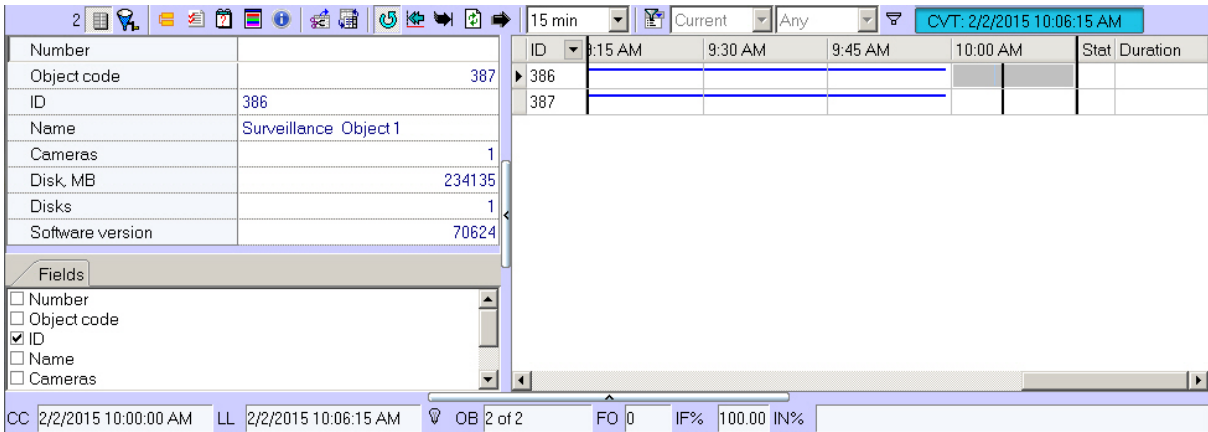 2 15 min Current Any CVT: 2/2/2015 10:06:15 AM
Number
Object code 387
ID 386
Name Surveillance Object 1
Cameras 1
Disk, MB 234135
Disks 1
Software version 70624
Fields
Number
Object code
ID
Name
Cameras
ID 9:15 AM 9:30 AM 9:45 AM 10:00 AM Stat Duration
386
387
CC 2/2/2015 10:00:00 AM LL 2/2/2015 10:06:15 AM OB 2 of 2 FO 0 IF% 100.00 IN%